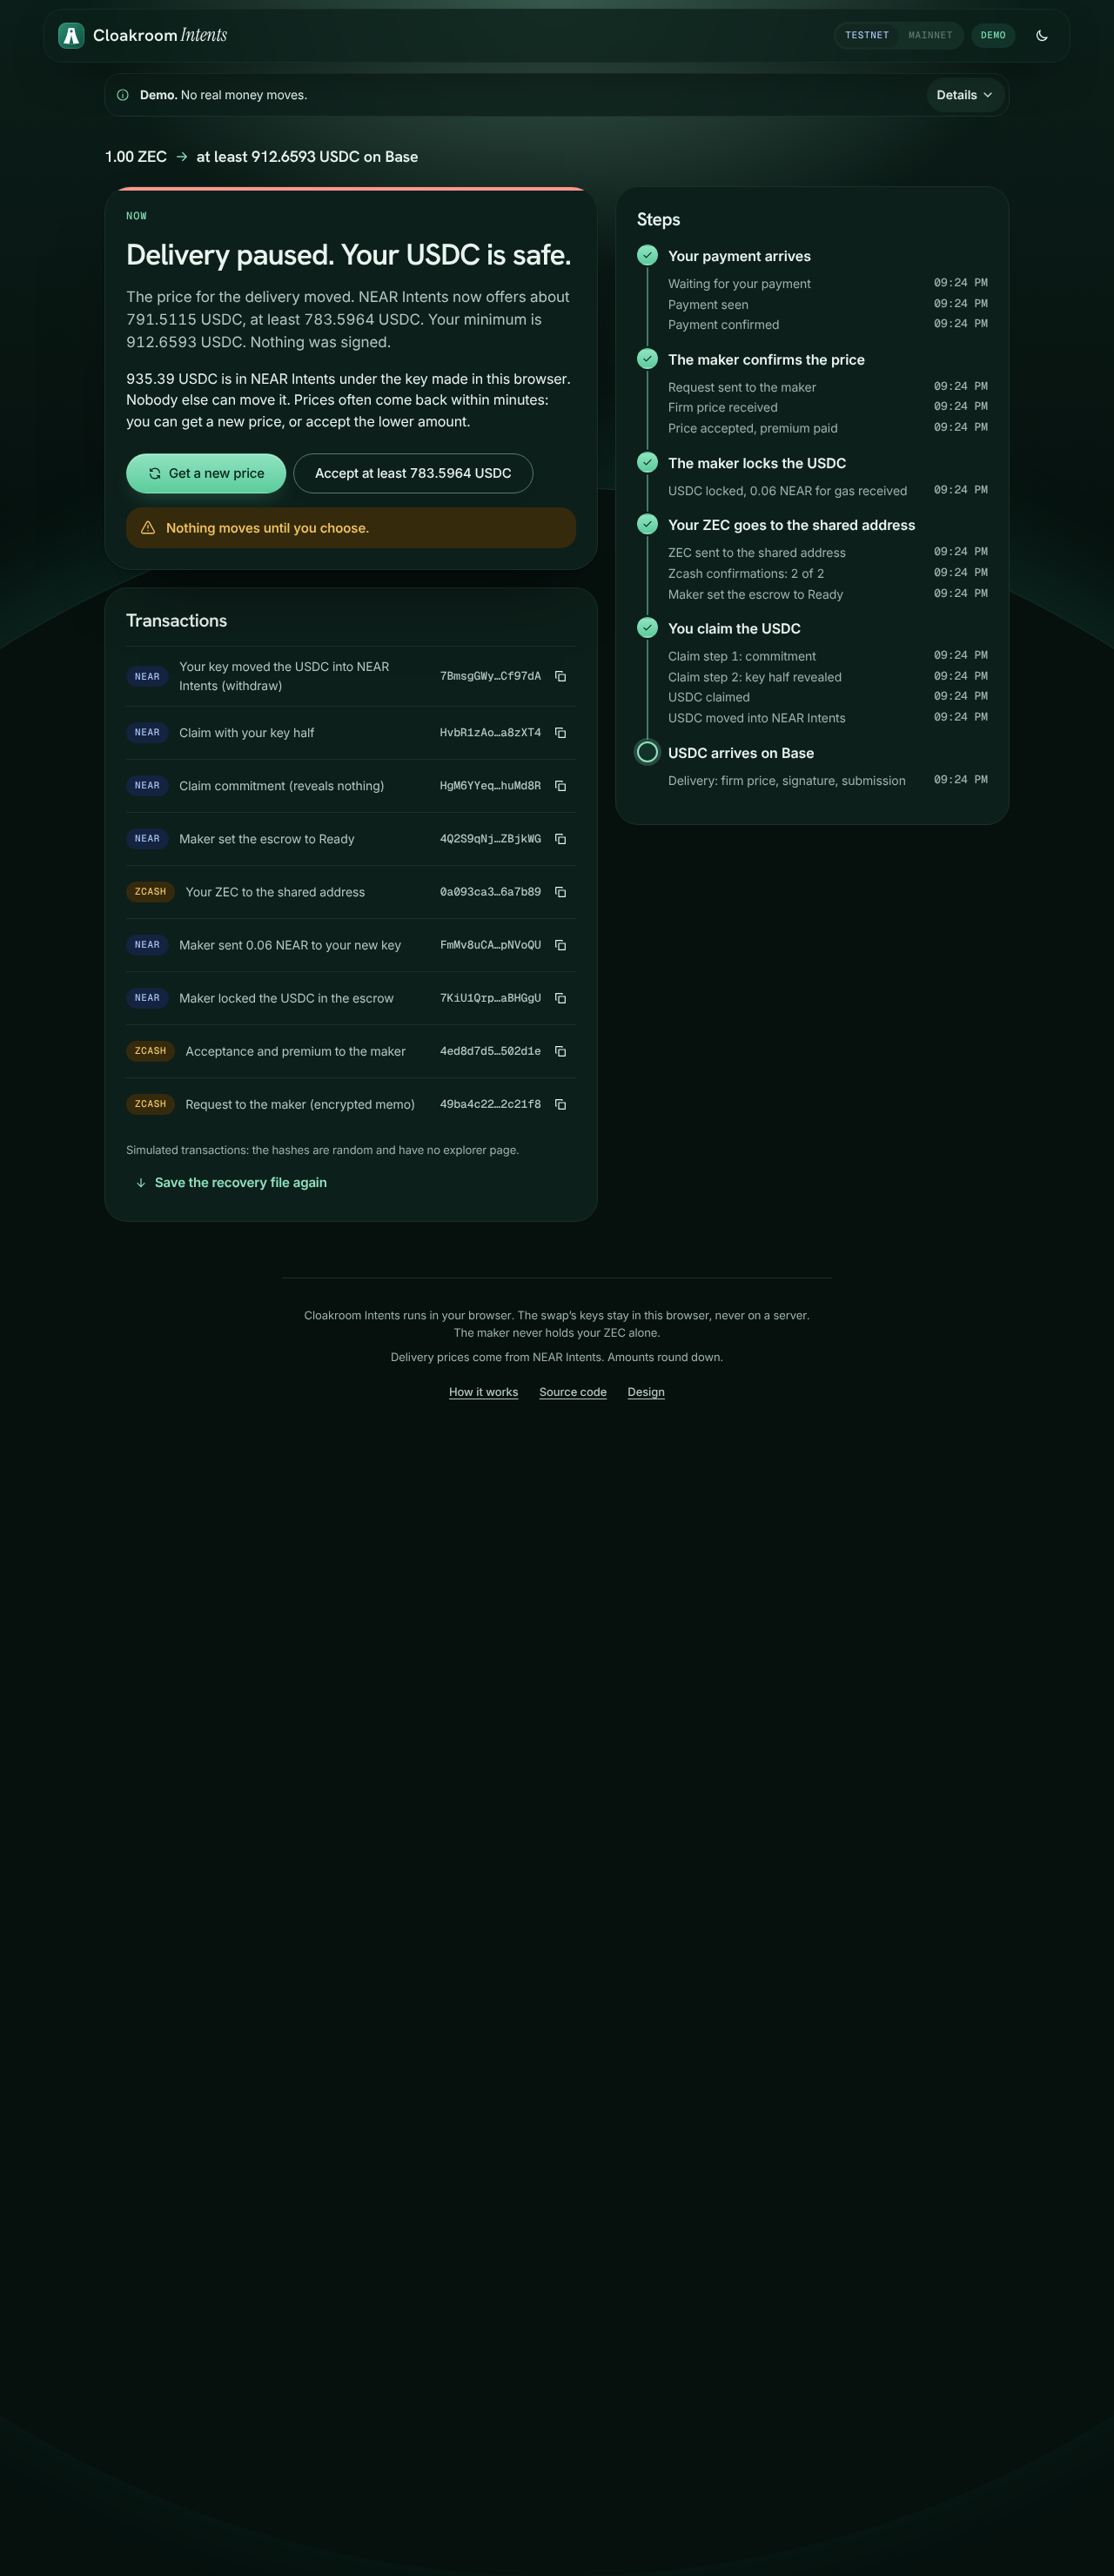 Cloakroom Intents
TESTNET MAINNET DEMO
Demo. No real money moves.
Details
1.00 ZEC → at least 912.6593 USDC on Base
NOW
Delivery paused. Your USDC is safe.
The price for the delivery moved. NEAR Intents now offers about
791.5115 USDC, at least 783.5964 USDC. Your minimum is
912.6593 USDC. Nothing was signed.
935.39 USDC is in NEAR Intents under the key made in this browser.
Nobody else can move it. Prices often come back within minutes:
you can get a new price, or accept the lower amount.
Get a new price
Accept at least 783.5964 USDC
Nothing moves until you choose.
Transactions
NEAR Your key moved the USDC into NEAR
Intents (withdraw) 7BmsgGWy…Cf97dA
NEAR Claim with your key half HvbR1zAo…a8zXT4
NEAR Claim commitment (reveals nothing) HgM6YYeq…huMd8R
NEAR Maker set the escrow to Ready 4Q2S9qNj…ZBjkWG
ZCASH Your ZEC to the shared address 0a093ca3…6a7b89
NEAR Maker sent 0.06 NEAR to your new key FmMv8uCA…pNVoQU
NEAR Maker locked the USDC in the escrow 7KiU1Qrp…aBHGgU
ZCASH Acceptance and premium to the maker 4ed8d7d5…502d1e
ZCASH Request to the maker (encrypted memo) 49ba4c22…2c21f8
Simulated transactions: the hashes are random and have no explorer page.
Save the recovery file again
Steps
Your payment arrives
Waiting for your payment 09:24 PM
Payment seen 09:24 PM
Payment confirmed 09:24 PM
The maker confirms the price
Request sent to the maker 09:24 PM
Firm price received 09:24 PM
Price accepted, premium paid 09:24 PM
The maker locks the USDC
USDC locked, 0.06 NEAR for gas received 09:24 PM
Your ZEC goes to the shared address
ZEC sent to the shared address 09:24 PM
Zcash confirmations: 2 of 2 09:24 PM
Maker set the escrow to Ready 09:24 PM
You claim the USDC
Claim step 1: commitment 09:24 PM
Claim step 2: key half revealed 09:24 PM
USDC claimed 09:24 PM
USDC moved into NEAR Intents 09:24 PM
USDC arrives on Base
Delivery: firm price, signature, submission 09:24 PM
Cloakroom Intents runs in your browser. The swap’s keys stay in this browser, never on a server.
The maker never holds your ZEC alone.
Delivery prices come from NEAR Intents. Amounts round down.
How it works Source code Design